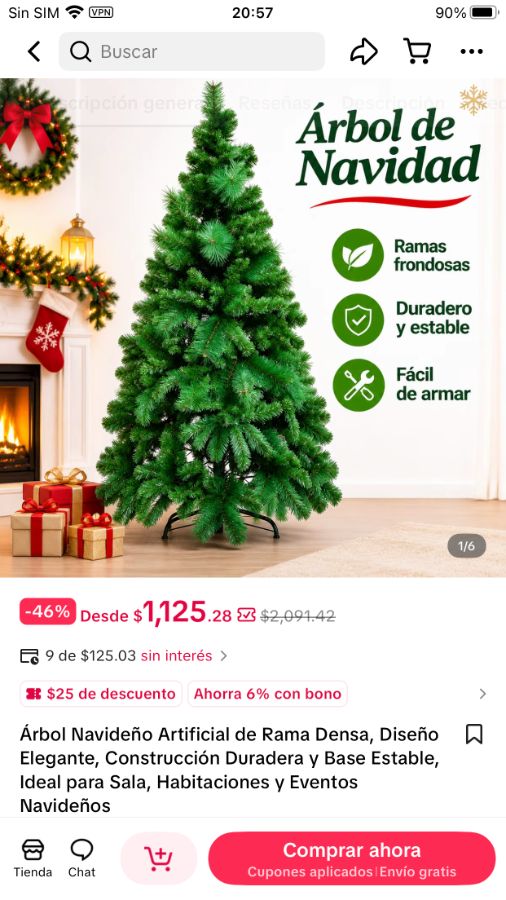 Sin SIM VPN 20:57 90%
Buscar
Reseñas Descripción
Árbol de
Navidad
Ramas
frondosas
Duradero
y estable
Fácil
de armar
1/6
-46% Desde $1,125.28 $2,091.42
9 de $125.03 sin interés
$25 de descuento Ahorra 6% con bono
Árbol Navideño Artificial de Rama Densa, Diseño
Elegante, Construcción Duradera y Base Estable,
Ideal para Sala, Habitaciones y Eventos
Navideños
Tienda Chat
Comprar ahora
Cupones aplicados | Envío gratis